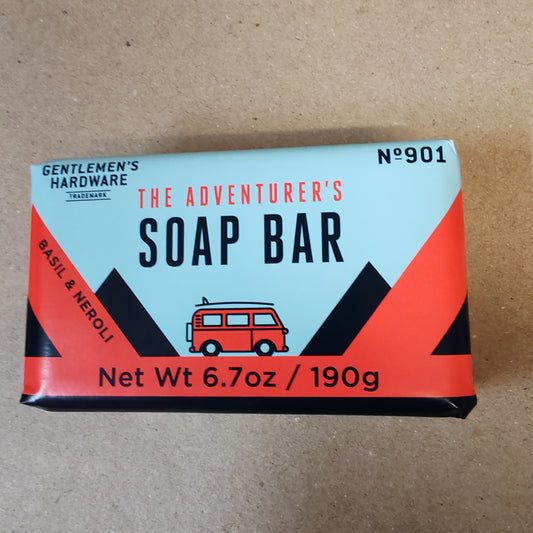 GENTLEMEN'S
HARDWARE
TRADEMARK
Nº901
THE ADVENTURER'S
SOAP BAR
BASIL & NEROLI
Net Wt 6.7oz / 190g